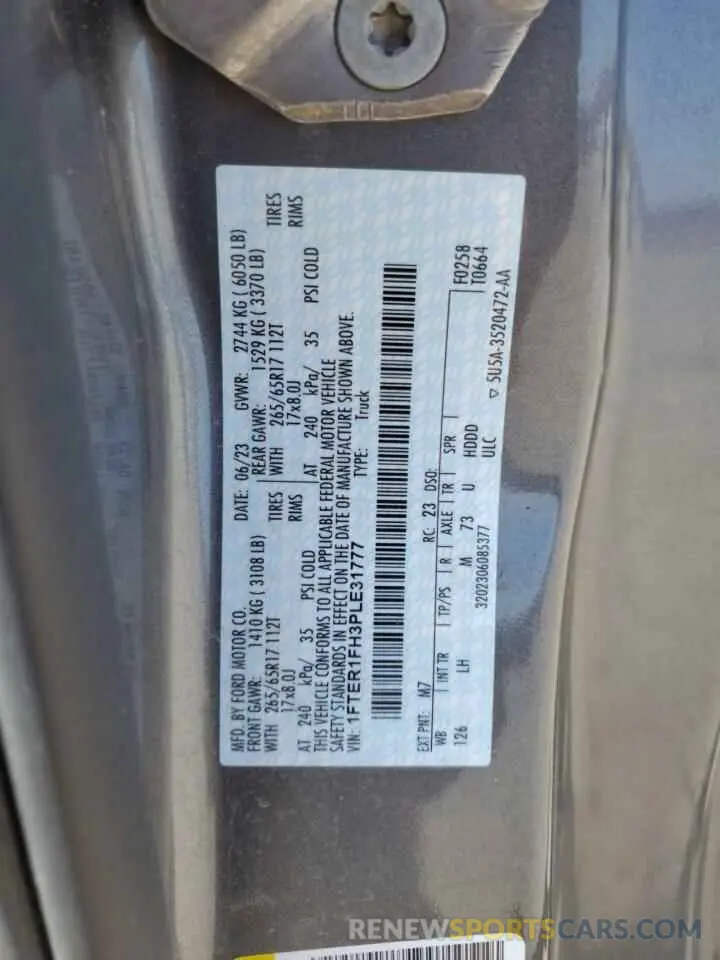 MFD. BY FORD MOTOR CO.
DATE: 06/23 GVWR: 2744 KG ( 6050 LB)
FRONT GAWR: 1410 KG ( 3108 LB)
REAR GAWR: 1529 KG ( 3370 LB)
WITH 265/65R17 112T TIRES
WITH 265/65R17 112T TIRES
17x8.0J RIMS
17x8.0J RIMS
AT 240 kPa/ 35 PSI COLD
AT 240 kPa/ 35 PSI COLD
THIS VEHICLE CONFORMS TO ALL APPLICABLE FEDERAL MOTOR VEHICLE
SAFETY STANDARDS IN EFFECT ON THE DATE OF MANUFACTURE SHOWN ABOVE.
VIN: 1FTER1FH3PLE31777
TYPE: Truck
EXT PNT: M7 RC: 23 DSO: F0258
WB INT TR TP/PS R AXLE TR SPR T0664
126 LH M 73 U HDDD
ULC
3202306085377
5U5A-3520472-AA
RENEWSPORTSCARS.COM